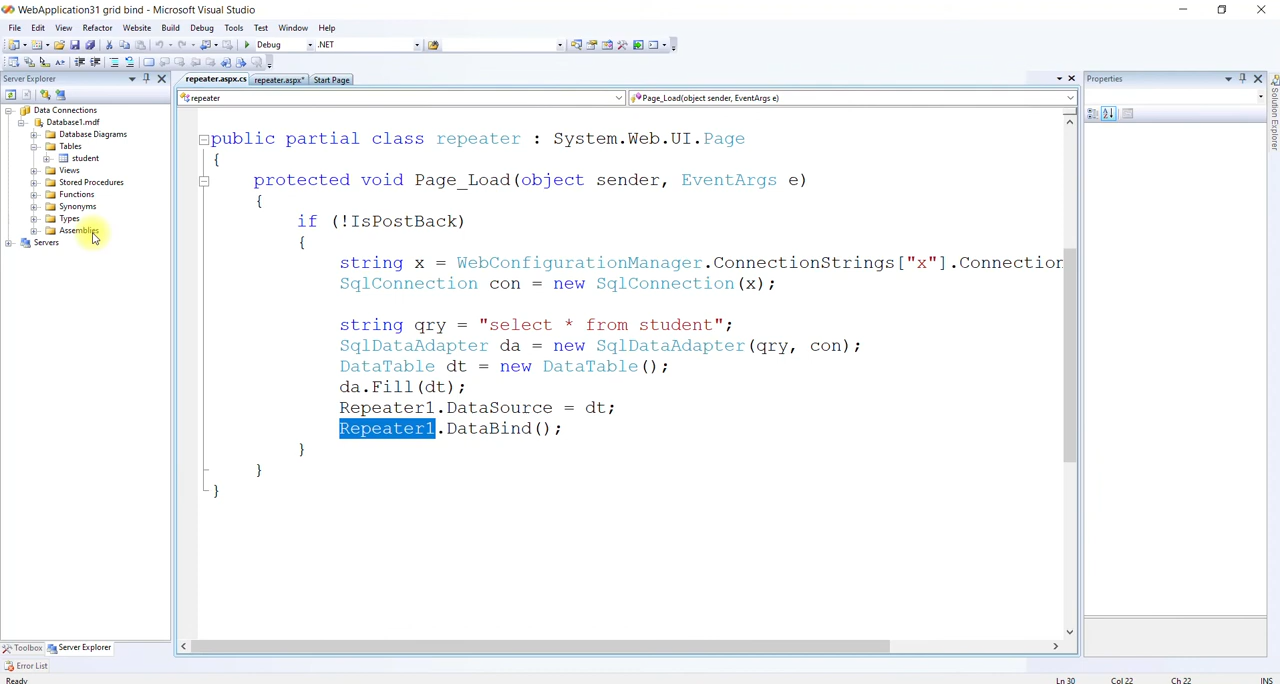 WebApplication31 grid bind - Microsoft Visual Studio
File Edit View Refactor Website Build Debug Tools Test Window Help
Debug .NET
Server Explorer
repeater.aspx.cs repeater.aspx* Start Page
Properties
repeater
Page_Load(object sender, EventArgs e)
Data Connections
Database1.mdf
Database Diagrams
Tables
student
Views
Stored Procedures
Functions
Synonyms
Types
Assemblies
Servers
public partial class repeater : System.Web.UI.Page
{
protected void Page_Load(object sender, EventArgs e)
{
if (!IsPostBack)
{
string x = WebConfigurationManager.ConnectionStrings["x"].Connection
SqlConnection con = new SqlConnection(x);
string qry = "select * from student";
SqlDataAdapter da = new SqlDataAdapter(qry, con);
DataTable dt = new DataTable();
da.Fill(dt);
Repeater1.DataSource = dt;
Repeater1.DataBind();
}
}
}
Solution Explorer
Toolbox Server Explorer
Error List
Ready
Ln 30 Col 22 Ch 22 INS